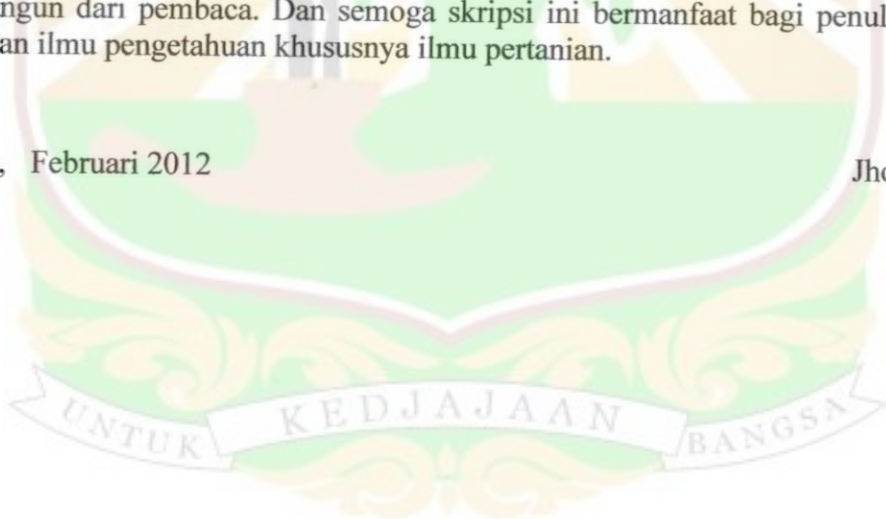 ngun dari pembaca. Dan semoga skripsi ini bermanfaat bagi penul
an ilmu pengetahuan khususnya ilmu pertanian.
, Februari 2012 Jho
UNTUK KEDJAJAAN BANGSA